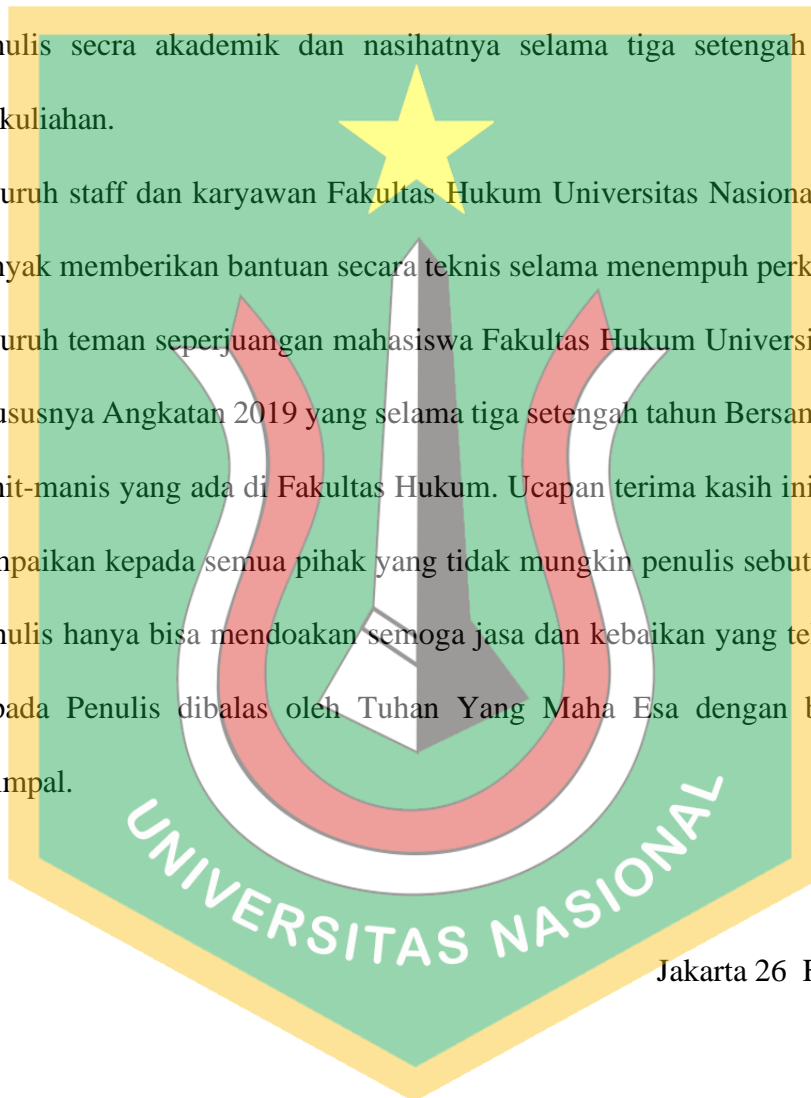 nulis secra akademik dan nasihatnya selama tiga setengah
kuliahan.
uruh staff dan karyawan Fakultas Hukum Universitas Nasiona
nyak memberikan bantuan secara teknis selama menempuh perk
uruh teman seperjuangan mahasiswa Fakultas Hukum Universi
ususnya Angkatan 2019 yang selama tiga setengah tahun Bersan
nit-manis yang ada di Fakultas Hukum. Ucapan terima kasih ini
npaikan kepada semua pihak yang tidak mungkin penulis sebut
nulis hanya bisa mendoakan semoga jasa dan kebaikan yang te
pada Penulis dibalas oleh Tuhan Yang Maha Esa dengan b
impal.
UNIVERSITAS NASIONAL
Jakarta 26